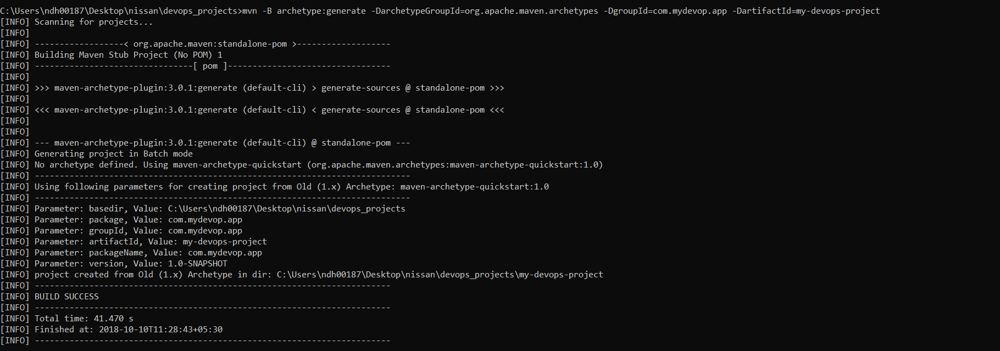 C:\Users\ndh00187\Desktop\nissan\devops_projects>mvn -B archetype:generate -DarchetypeGroupId=org.apache.maven.archetypes -DgroupId=com.mydevop.app -DartifactId=my-devops-project
[INFO] Scanning for projects...
[INFO]
[INFO] ------------------< org.apache.maven:standalone-pom >-------------------
[INFO] Building Maven Stub Project (No POM) 1
[INFO] --------------------------------[ pom ]---------------------------------
[INFO]
[INFO] >>> maven-archetype-plugin:3.0.1:generate (default-cli) > generate-sources @ standalone-pom >>>
[INFO]
[INFO] <<< maven-archetype-plugin:3.0.1:generate (default-cli) < generate-sources @ standalone-pom <<<
[INFO]
[INFO]
[INFO] --- maven-archetype-plugin:3.0.1:generate (default-cli) @ standalone-pom ---
[INFO] Generating project in Batch mode
[INFO] No archetype defined. Using maven-archetype-quickstart (org.apache.maven.archetypes:maven-archetype-quickstart:1.0)
[INFO] ----------------------------------------------------------------------------
[INFO] Using following parameters for creating project from Old (1.x) Archetype: maven-archetype-quickstart:1.0
[INFO] ----------------------------------------------------------------------------
[INFO] Parameter: basedir, Value: C:\Users\ndh00187\Desktop\nissan\devops_projects
[INFO] Parameter: package, Value: com.mydevop.app
[INFO] Parameter: groupId, Value: com.mydevop.app
[INFO] Parameter: artifactId, Value: my-devops-project
[INFO] Parameter: packageName, Value: com.mydevop.app
[INFO] Parameter: version, Value: 1.0-SNAPSHOT
[INFO] project created from Old (1.x) Archetype in dir: C:\Users\ndh00187\Desktop\nissan\devops_projects\my-devops-project
[INFO] ------------------------------------------------------------------------
[INFO] BUILD SUCCESS
[INFO] ------------------------------------------------------------------------
[INFO] Total time: 41.470 s
[INFO] Finished at: 2018-10-10T11:28:43+05:30
[INFO] ------------------------------------------------------------------------